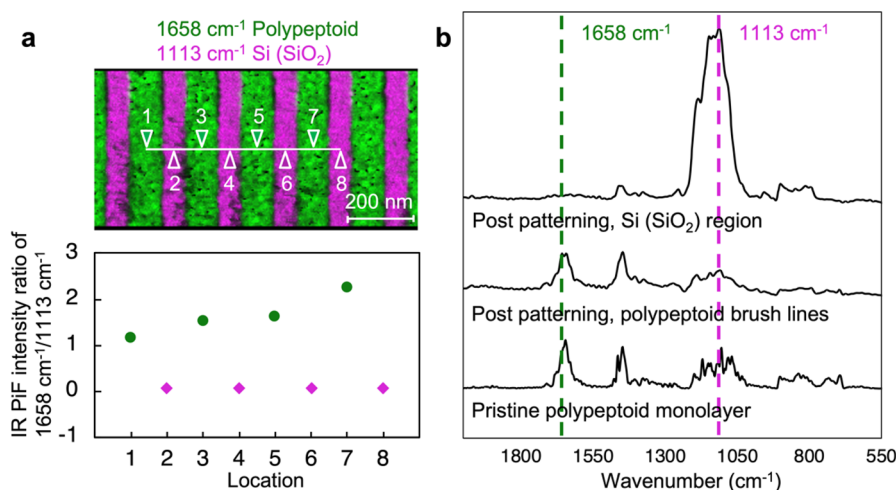 a
1658 cm⁻¹ Polypeptoid
1113 cm⁻¹ Si (SiO₂)
1 3 5 7
2 4 6 8
200 nm
IR PiF intensity ratio of
1658 cm⁻¹/1113 cm⁻¹
3
2
1
0
-1
1 2 3 4 5 6 7 8
Location
b
1658 cm⁻¹ 1113 cm⁻¹
Post patterning, Si (SiO₂) region
Post patterning, polypeptoid brush lines
Pristine polypeptoid monolayer
1800 1550 1300 1050 800 550
Wavenumber (cm⁻¹)